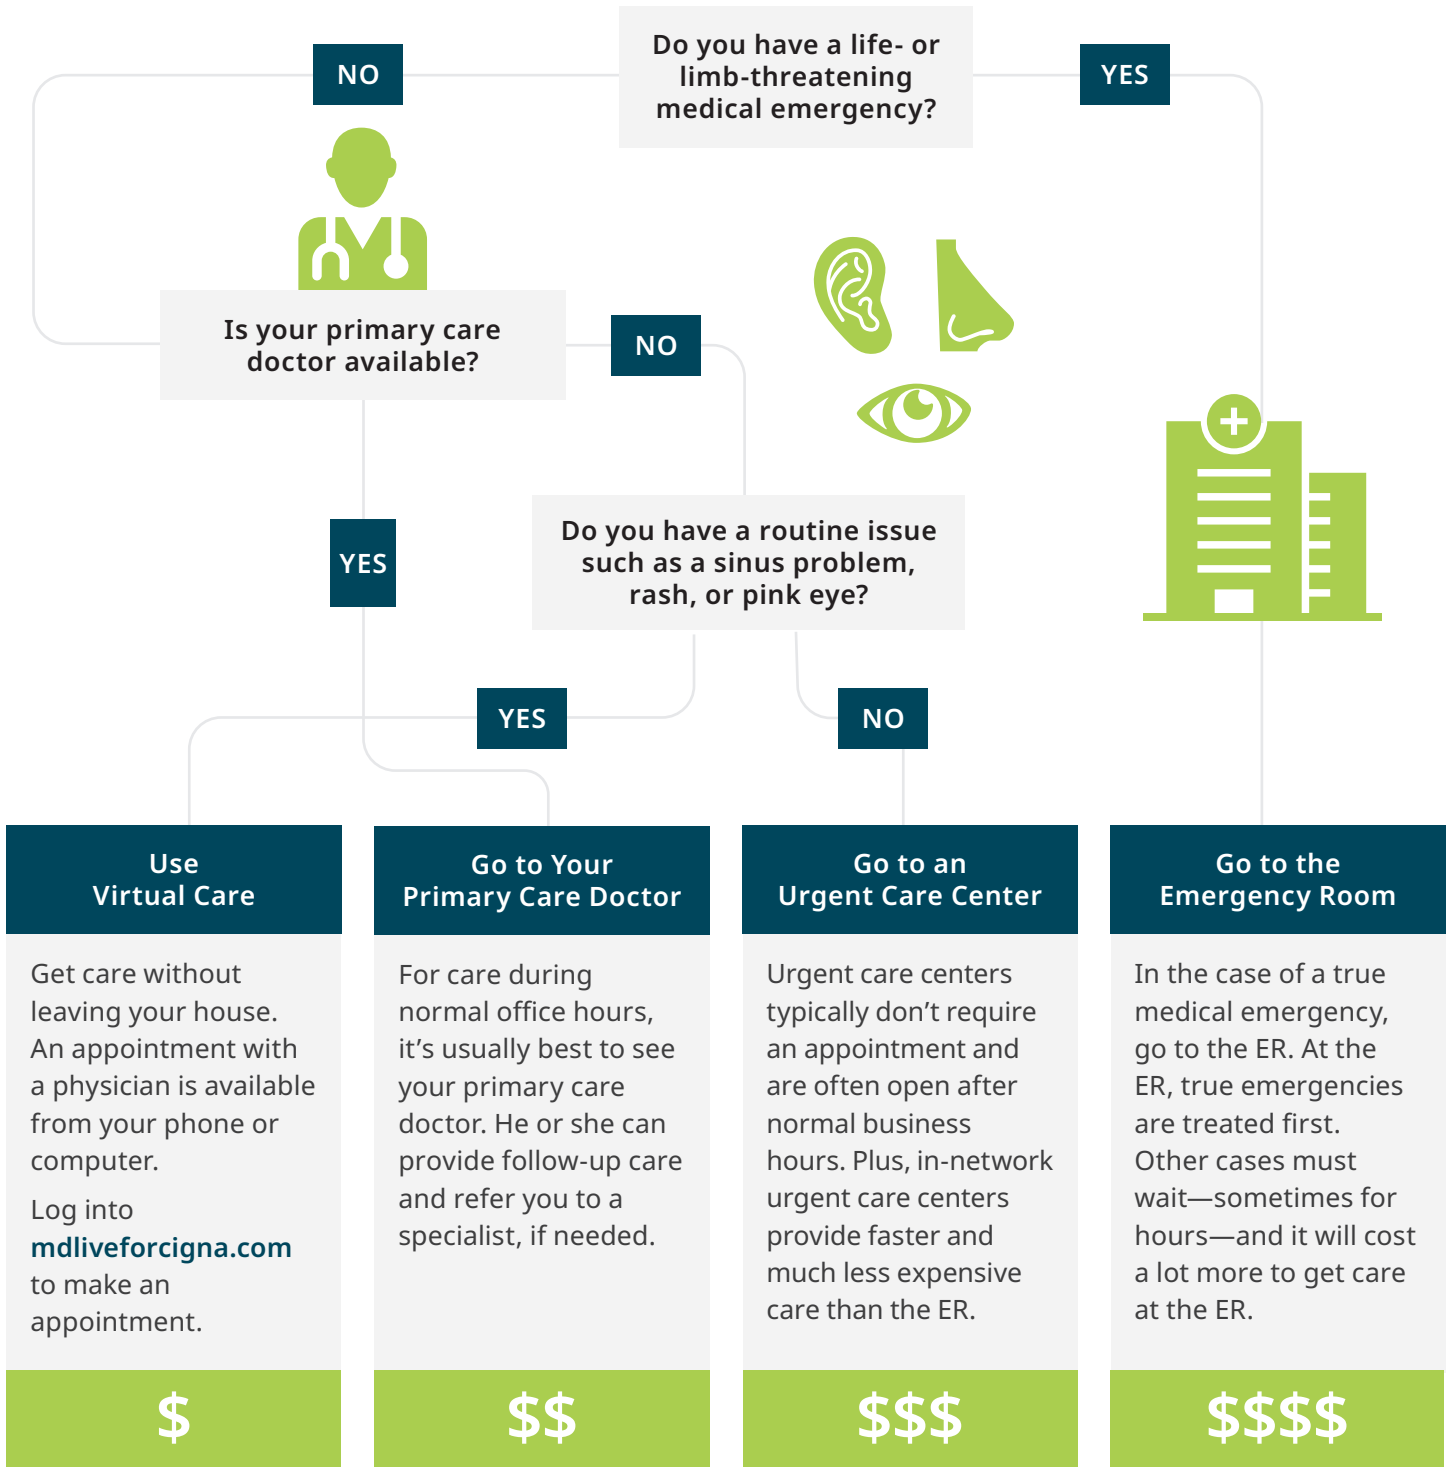 Do you have a life- or
limb-threatening
medical emergency?
NO
YES
Is your primary care
doctor available?
NO
YES
Do you have a routine issue
such as a sinus problem,
rash, or pink eye?
YES
NO
Use
Virtual Care
Get care without
leaving your house.
An appointment with
a physician is available
from your phone or
computer.
Log into
mdliveforcigna.com
to make an
appointment.
$
Go to Your
Primary Care Doctor
For care during
normal office hours,
it’s usually best to see
your primary care
doctor. He or she can
provide follow-up care
and refer you to a
specialist, if needed.
$$
Go to an
Urgent Care Center
Urgent care centers
typically don’t require
an appointment and
are often open after
normal business
hours. Plus, in-network
urgent care centers
provide faster and
much less expensive
care than the ER.
$$$
Go to the
Emergency Room
In the case of a true
medical emergency,
go to the ER. At the
ER, true emergencies
are treated first.
Other cases must
wait—sometimes for
hours—and it will cost
a lot more to get care
at the ER.
$$$$